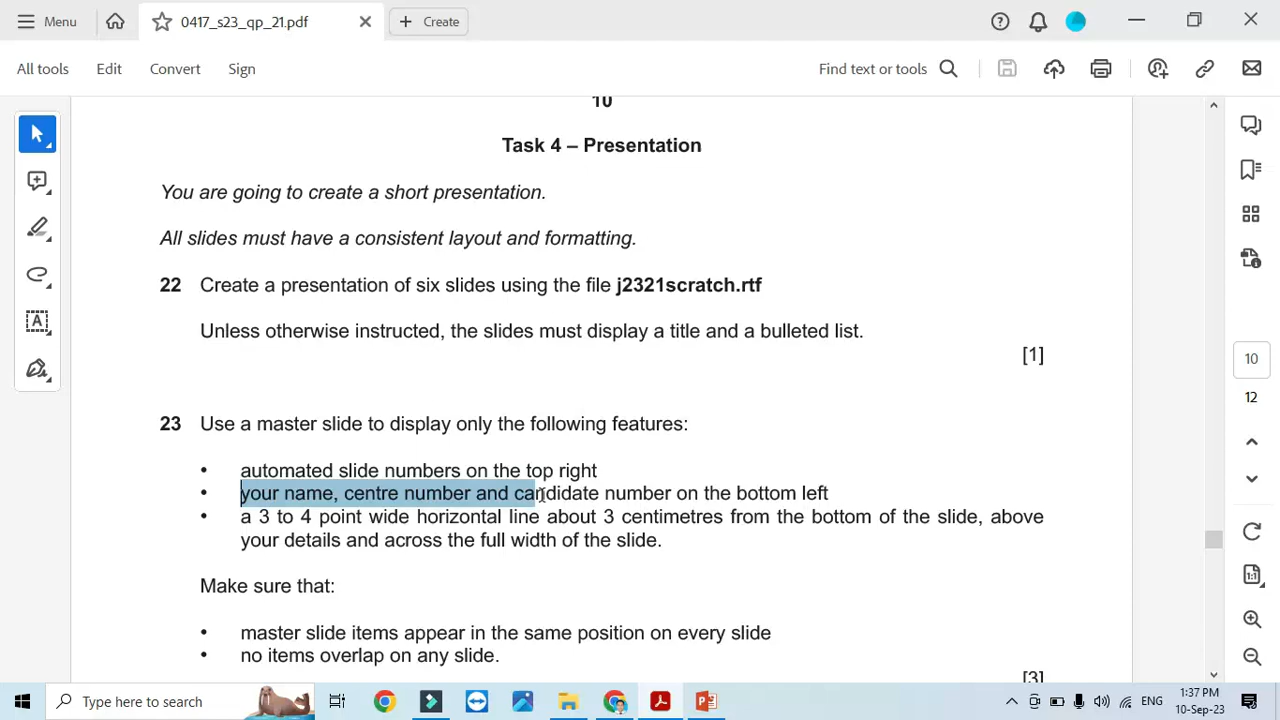 Menu
0417_s23_qp_21.pdf
Create
All tools
Edit
Convert
Sign
Find text or tools
10
Task 4 – Presentation
You are going to create a short presentation.
All slides must have a consistent layout and formatting.
22 Create a presentation of six slides using the file j2321scratch.rtf
Unless otherwise instructed, the slides must display a title and a bulleted list.
[1]
23 Use a master slide to display only the following features:
• automated slide numbers on the top right
• your name, centre number and candidate number on the bottom left
• a 3 to 4 point wide horizontal line about 3 centimetres from the bottom of the slide, above
your details and across the full width of the slide.
Make sure that:
• master slide items appear in the same position on every slide
• no items overlap on any slide.
[3]
10
12
Type here to search
ENG
1:37 PM
10-Sep-23